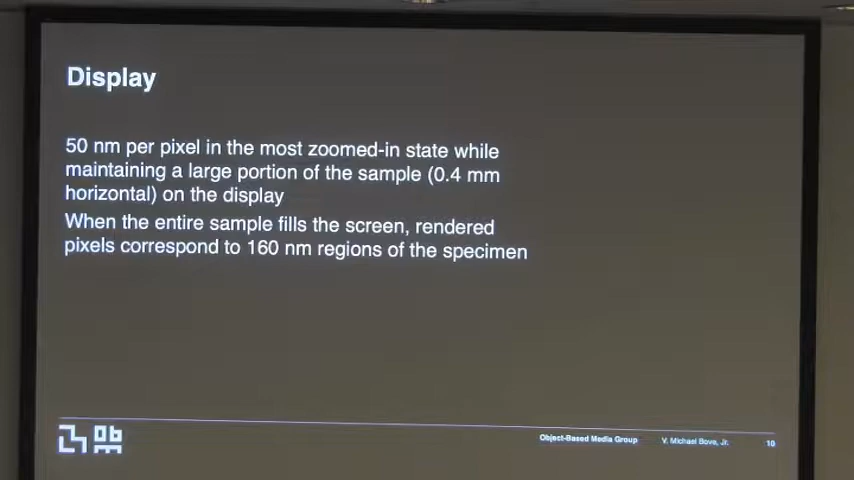 Display
50 nm per pixel in the most zoomed-in state while
maintaining a large portion of the sample (0.4 mm
horizontal) on the display
When the entire sample fills the screen, rendered
pixels correspond to 160 nm regions of the specimen
Object-Based Media Group V. Michael Bove, Jr. 10